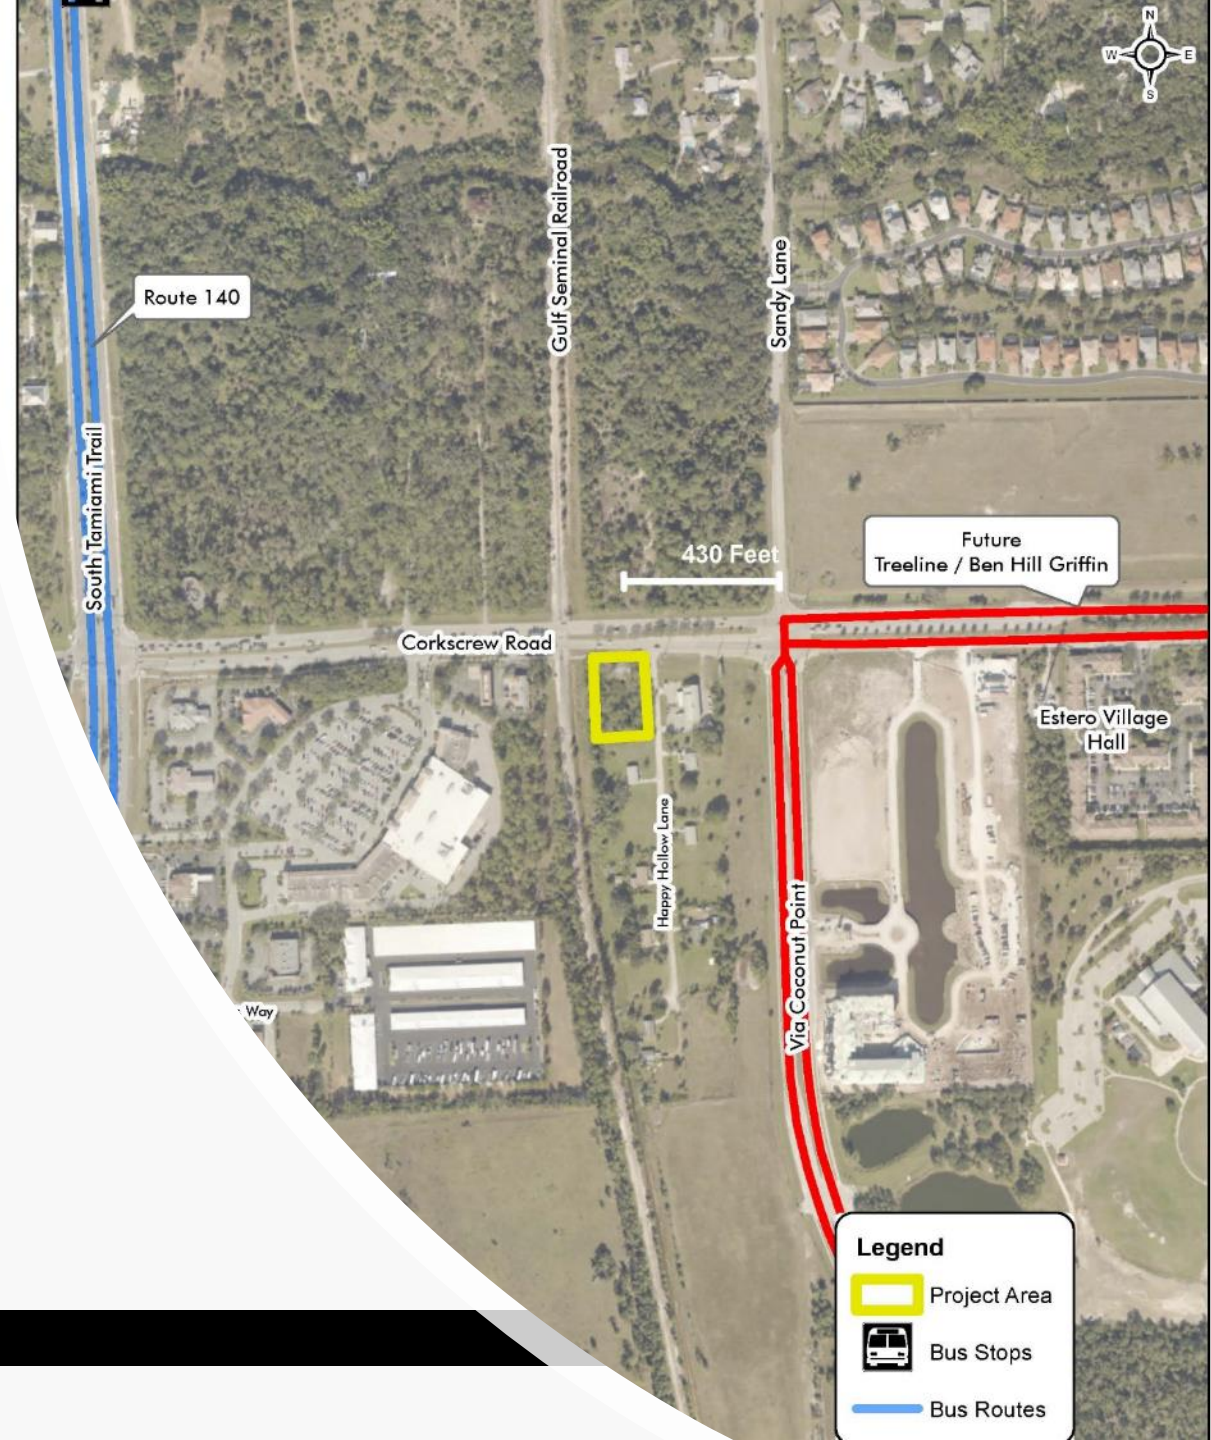 N
W E
S
Gulf Seminal Railroad
Sandy Lane
Route 140
South Tamiami Trail
430 Feet
Future
Treeline / Ben Hill Griffin
Corkscrew Road
Estero Village
Hall
Happy Hollow Lane
Via Coconut Point
Way
Legend
Project Area
Bus Stops
Bus Routes